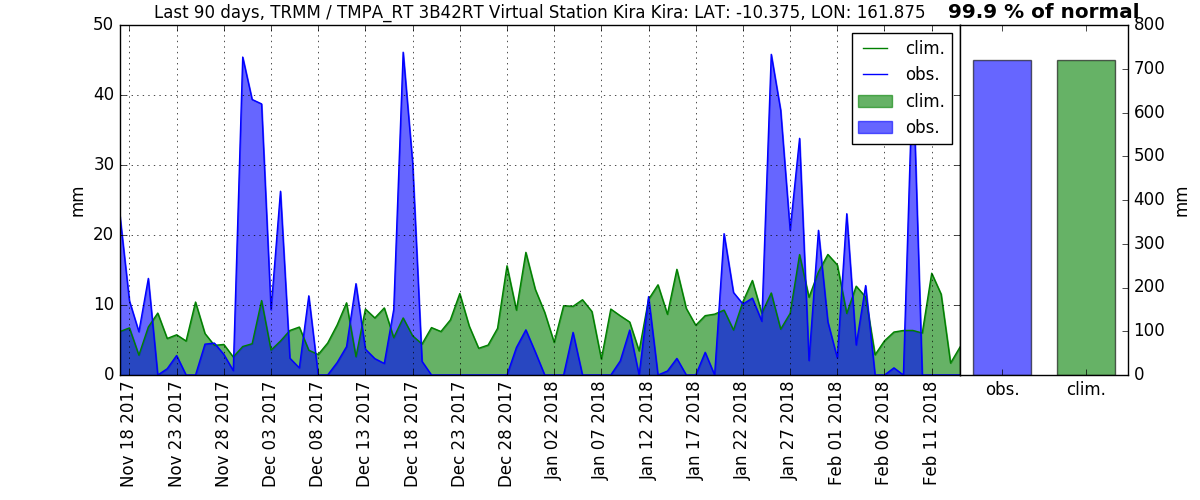 Last 90 days, TRMM / TMPA_RT 3B42RT Virtual Station Kira Kira: LAT: -10.375, LON: 161.875
99.9 % of normal
50
40
30
20
10
0
mm
clim.
obs.
clim.
obs.
800
700
600
500
400
300
200
100
0
mm
obs.
clim.
Nov 18 2017
Nov 23 2017
Nov 28 2017
Dec 03 2017
Dec 08 2017
Dec 13 2017
Dec 18 2017
Dec 23 2017
Dec 28 2017
Jan 02 2018
Jan 07 2018
Jan 12 2018
Jan 17 2018
Jan 22 2018
Jan 27 2018
Feb 01 2018
Feb 06 2018
Feb 11 2018